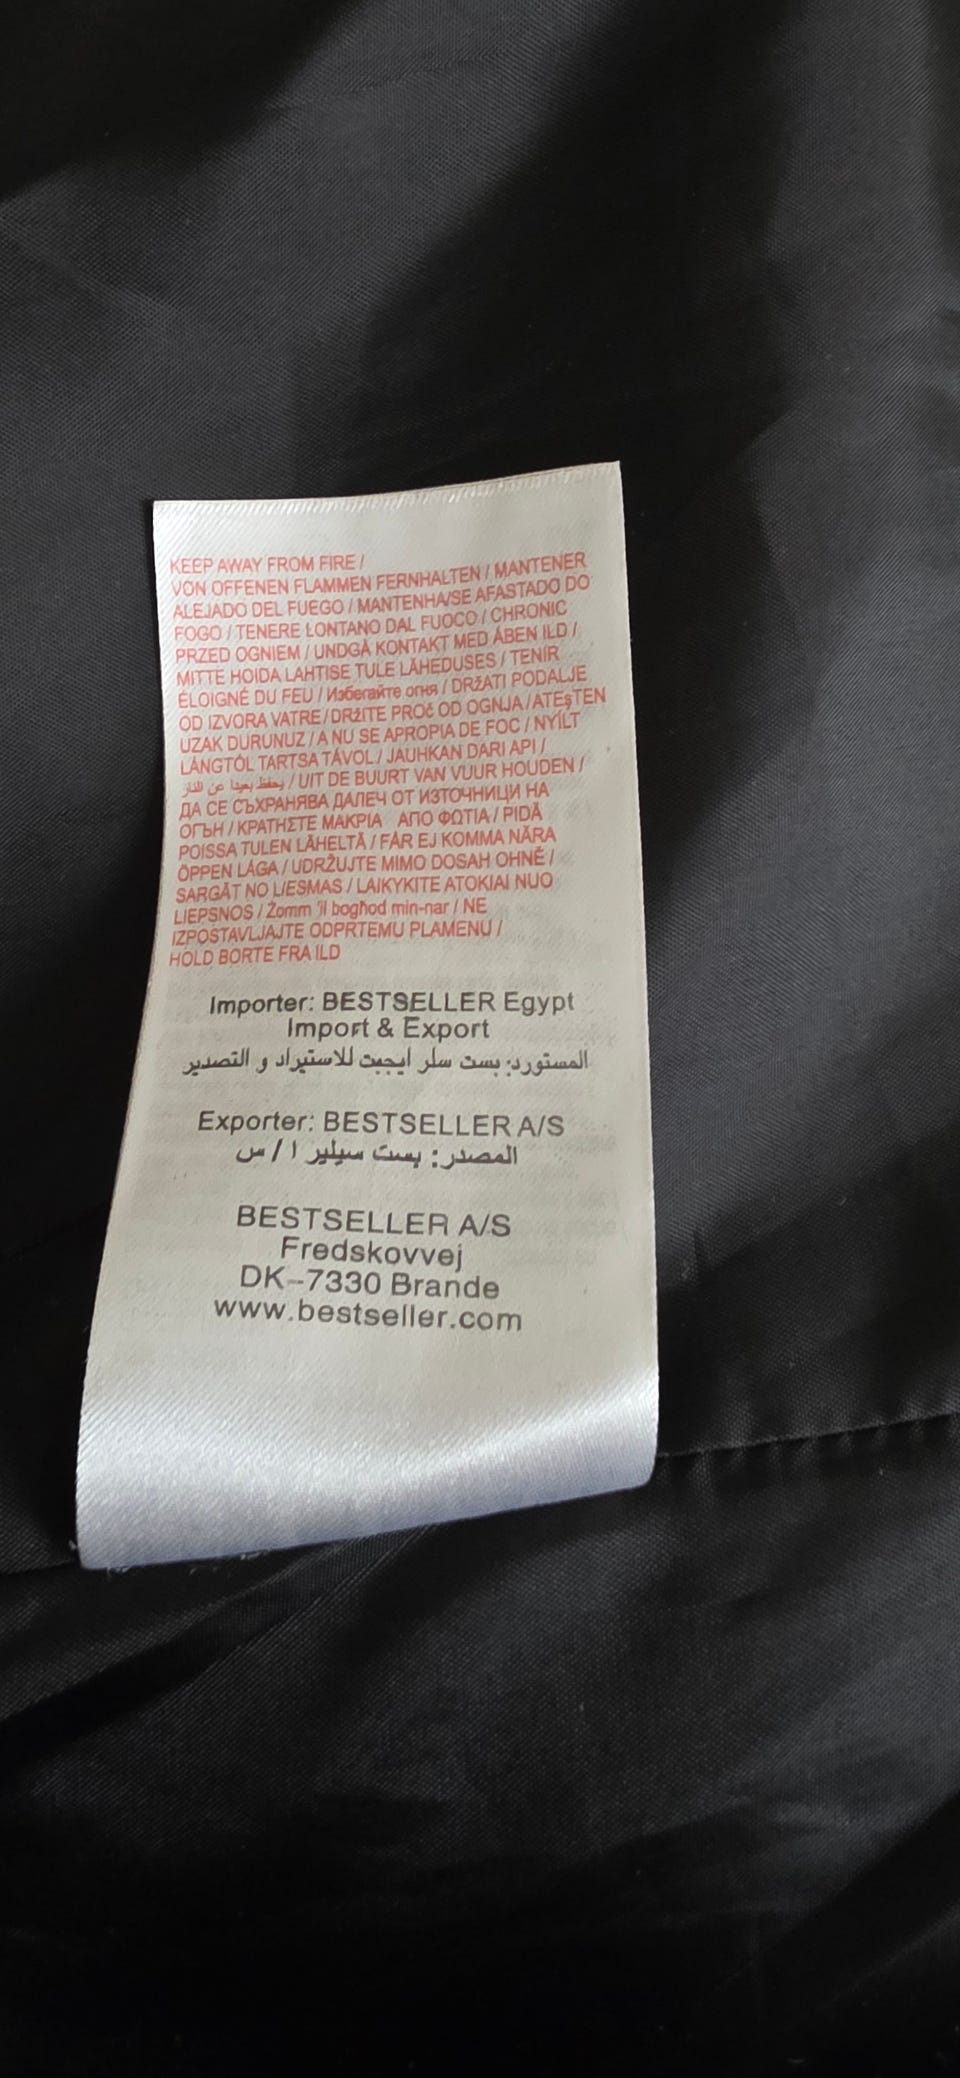 KEEP AWAY FROM FIRE /
VON OFFENEN FLAMMEN FERNHALTEN / MANTENER
ALEJADO DEL FUEGO / MANTENHA/SE AFASTADO DO
FOGO / TENERE LONTANO DAL FUOCO / CHRONIC
PRZED OGNIEM / UNDGÅ KONTAKT MED ÅBEN ILD /
MITTE HOIDA LAHTISE TULE LÄHEDUSES / TENIR
ÉLOIGNÉ DU FEU / Избегайте огня / DRŽATI PODALJE
OD IZVORA VATRE / DRŽITE PROč OD OGNJA / ATEşTEN
UZAK DURUNUZ / A NU SE APROPIA DE FOC / NYÍLT
LÁNGTÓL TARTSA TÁVOL / JAUHKAN DARI API /
يحفظ بعيدا عن النار / UIT DE BUURT VAN VUUR HOUDEN /
ДА СЕ СЪХРАНЯВА ДАЛЕЧ ОТ ИЗТОЧНИЦИ НА
ОГЪН / ΚΡΑΤΗΣΤΕ ΜΑΚΡΙΑ ΑΠΟ ΦΩΤΙΑ / PIDÄ
POISSA TULEN LÄHELTÄ / FÅR EJ KOMMA NÄRA
ÖPPEN LÅGA / UDRŽUJTE MIMO DOSAH OHNĚ /
SARGĀT NO LIESMAS / LAIKYKITE ATOKIAI NUO
LIEPSNOS / Żomm 'il bogħod min-nar / NE
IZPOSTAVLJAJTE ODPRTEMU PLAMENU /
HOLD BORTE FRA ILD
Importer: BESTSELLER Egypt
Import & Export
المستورد: بست سلر ايجبت للاستيراد و التصدير
Exporter: BESTSELLER A/S
المصدر: بست سيلير ا / س
BESTSELLER A/S
Fredskovvej
DK-7330 Brande
www.bestseller.com